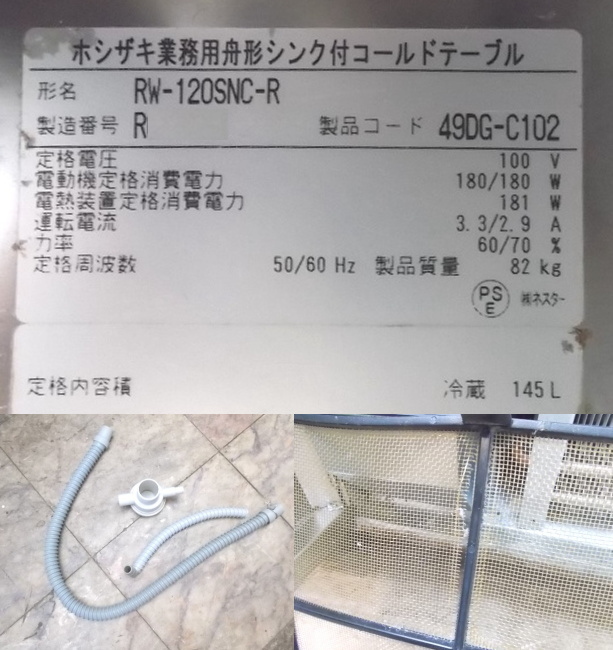 ホシザキ業務用舟形シンク付コールドテーブル
形名 RW-120SNC-R
製造番号 R 製品コード 49DG-C102
定格電圧 100 V
電動機定格消費電力 180/180 W
電熱装置定格消費電力 181 W
運転電流 3.3/2.9 A
力率 60/70 %
定格周波数 50/60 Hz 製品質量 82 kg
PS E ㈱ネスター
定格内容積 冷蔵 145L